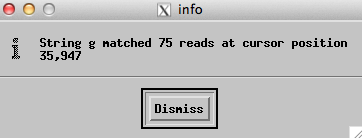 info
String g matched 75 reads at cursor position
35,947
Dismiss